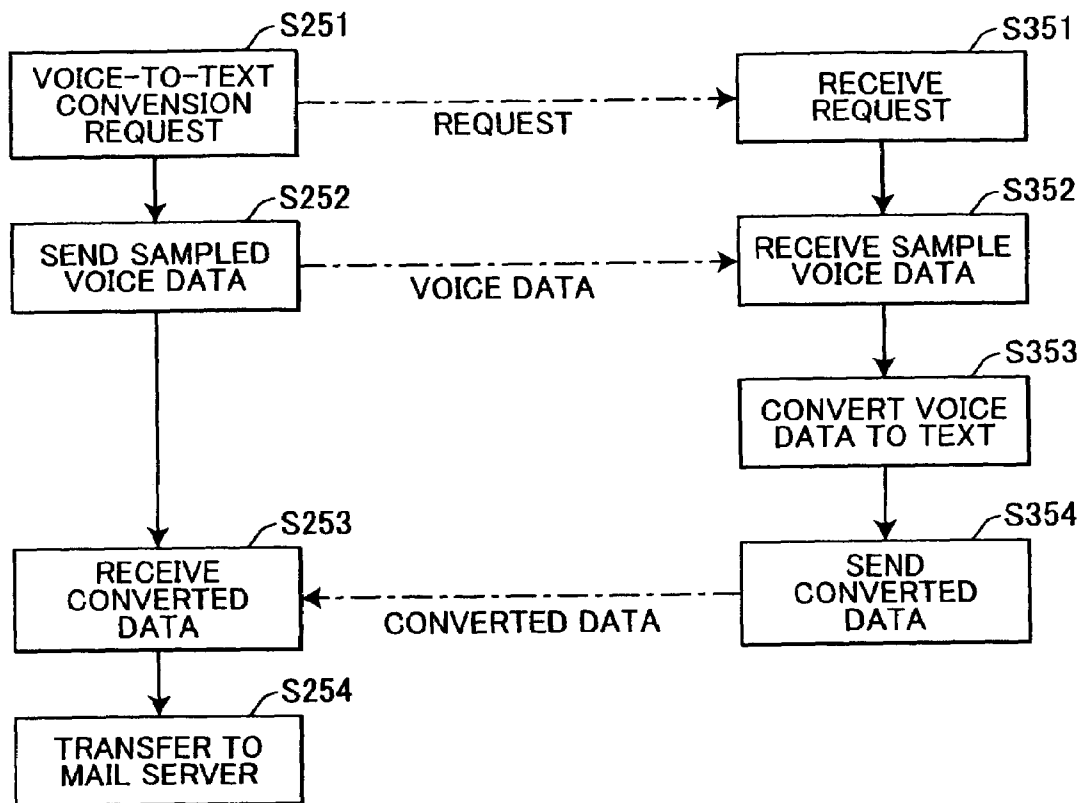 S251
VOICE-TO-TEXT
CONVENSION
REQUEST
REQUEST
S351
RECEIVE
REQUEST
S252
SEND SAMPLED
VOICE DATA
VOICE DATA
S352
RECEIVE SAMPLE
VOICE DATA
S353
CONVERT VOICE
DATA TO TEXT
S253
RECEIVE
CONVERTED
DATA
CONVERTED DATA
S354
SEND
CONVERTED
DATA
S254
TRANSFER TO
MAIL SERVER